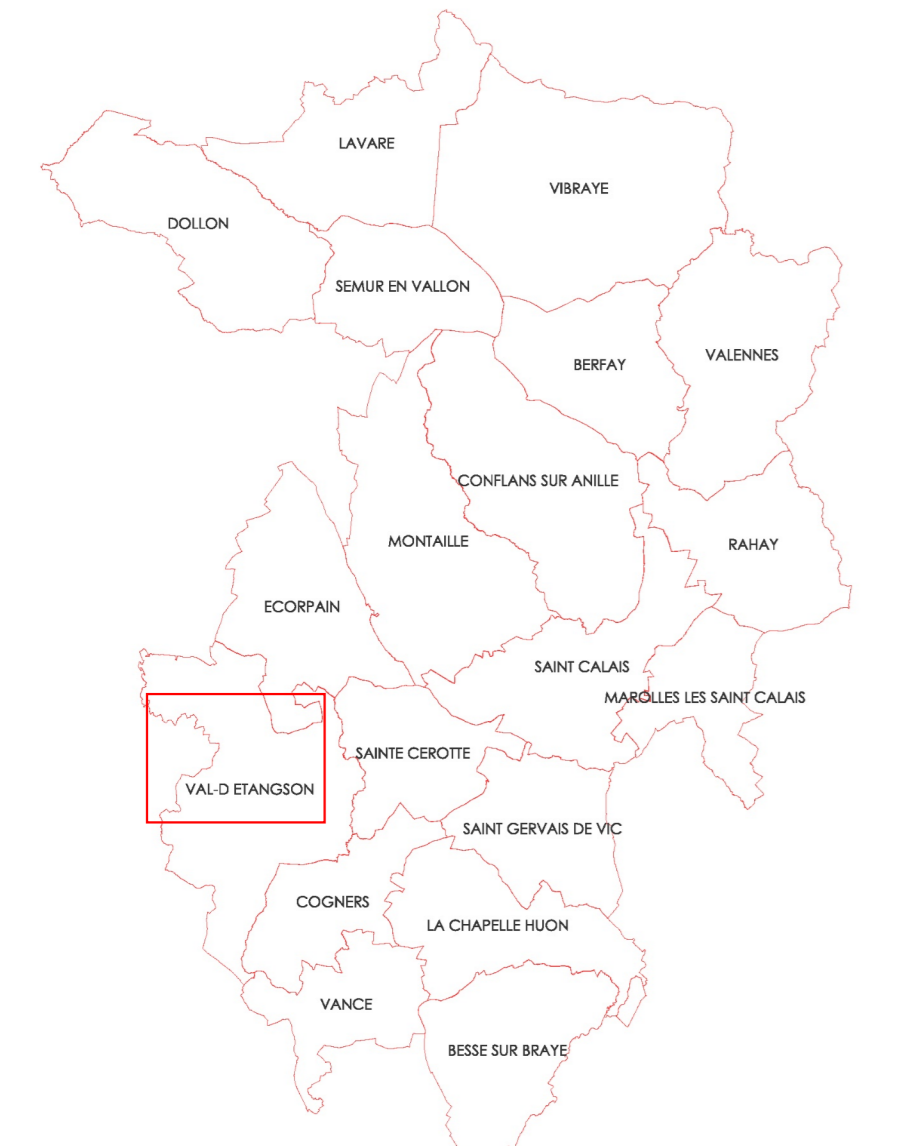 LAVARE
VIBRAYE
DOLLON
SEMUR EN VALLON
VALENNES
BERFAY
CONFLANS SUR ANILLE
MONTAILLE
RAHAY
ECORPAIN
SAINT CALAIS
MAROLLES LES SAINT CALAIS
SAINTE CEROTTE
VAL-D ETANGSON
SAINT GERVAIS DE VIC
COGNERS
LA CHAPELLE HUON
VANCE
BESSE SUR BRAYE